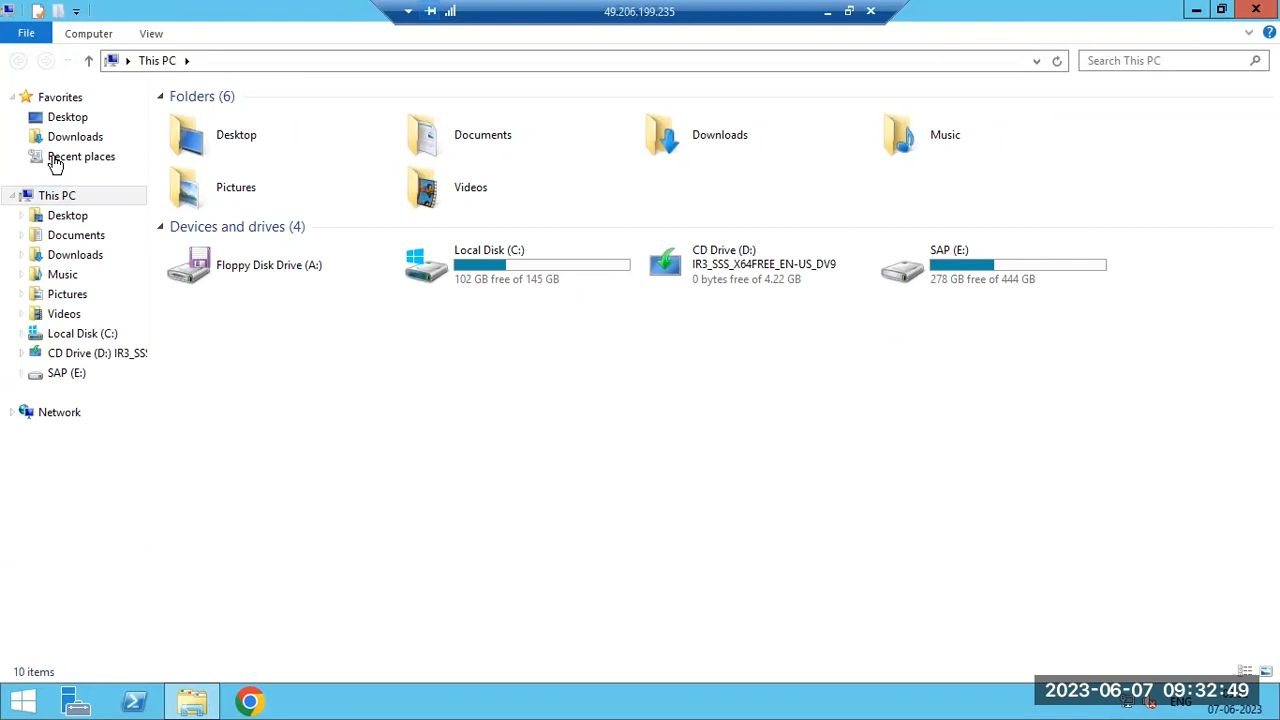 49.206.199.235
File
Computer
View
This PC
Search This PC
Favorites
Desktop
Downloads
Recent places
This PC
Desktop
Documents
Downloads
Music
Pictures
Videos
Local Disk (C:)
CD Drive (D:) IR3_SS
SAP (E:)
Network
Folders (6)
Desktop
Documents
Downloads
Music
Pictures
Videos
Devices and drives (4)
Floppy Disk Drive (A:)
Local Disk (C:)
102 GB free of 145 GB
CD Drive (D:)
IR3_SSS_X64FREE_EN-US_DV9
0 bytes free of 4.22 GB
SAP (E:)
278 GB free of 444 GB
10 items
2023-06-07 09:32:49
ENG
07-06-2023